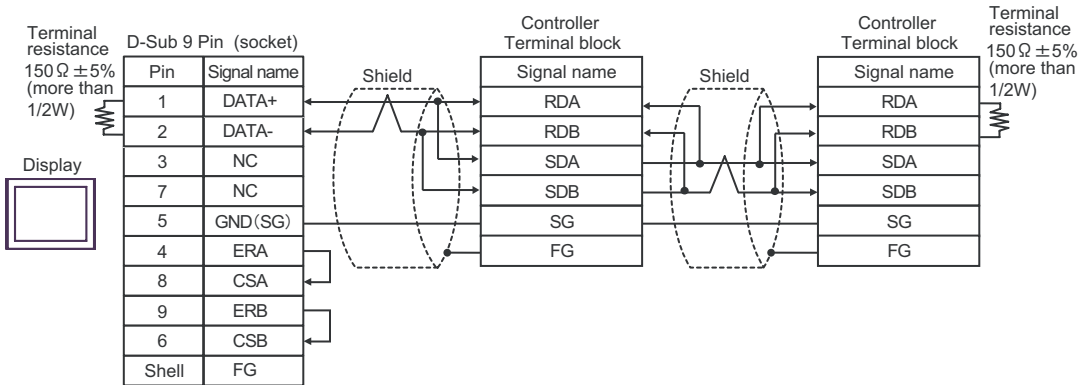 Terminal
resistance
150Ω±5%
(more than
1/2W)
D-Sub 9 Pin (socket)
Pin Signal name
1 DATA+
2 DATA-
3 NC
7 NC
5 GND(SG)
4 ERA
8 CSA
9 ERB
6 CSB
Shell FG
Display
Shield
Controller
Terminal block
Signal name
RDA
RDB
SDA
SDB
SG
FG
Shield
Controller
Terminal block
Signal name
RDA
RDB
SDA
SDB
SG
FG
Terminal
resistance
150Ω±5%
(more than
1/2W)